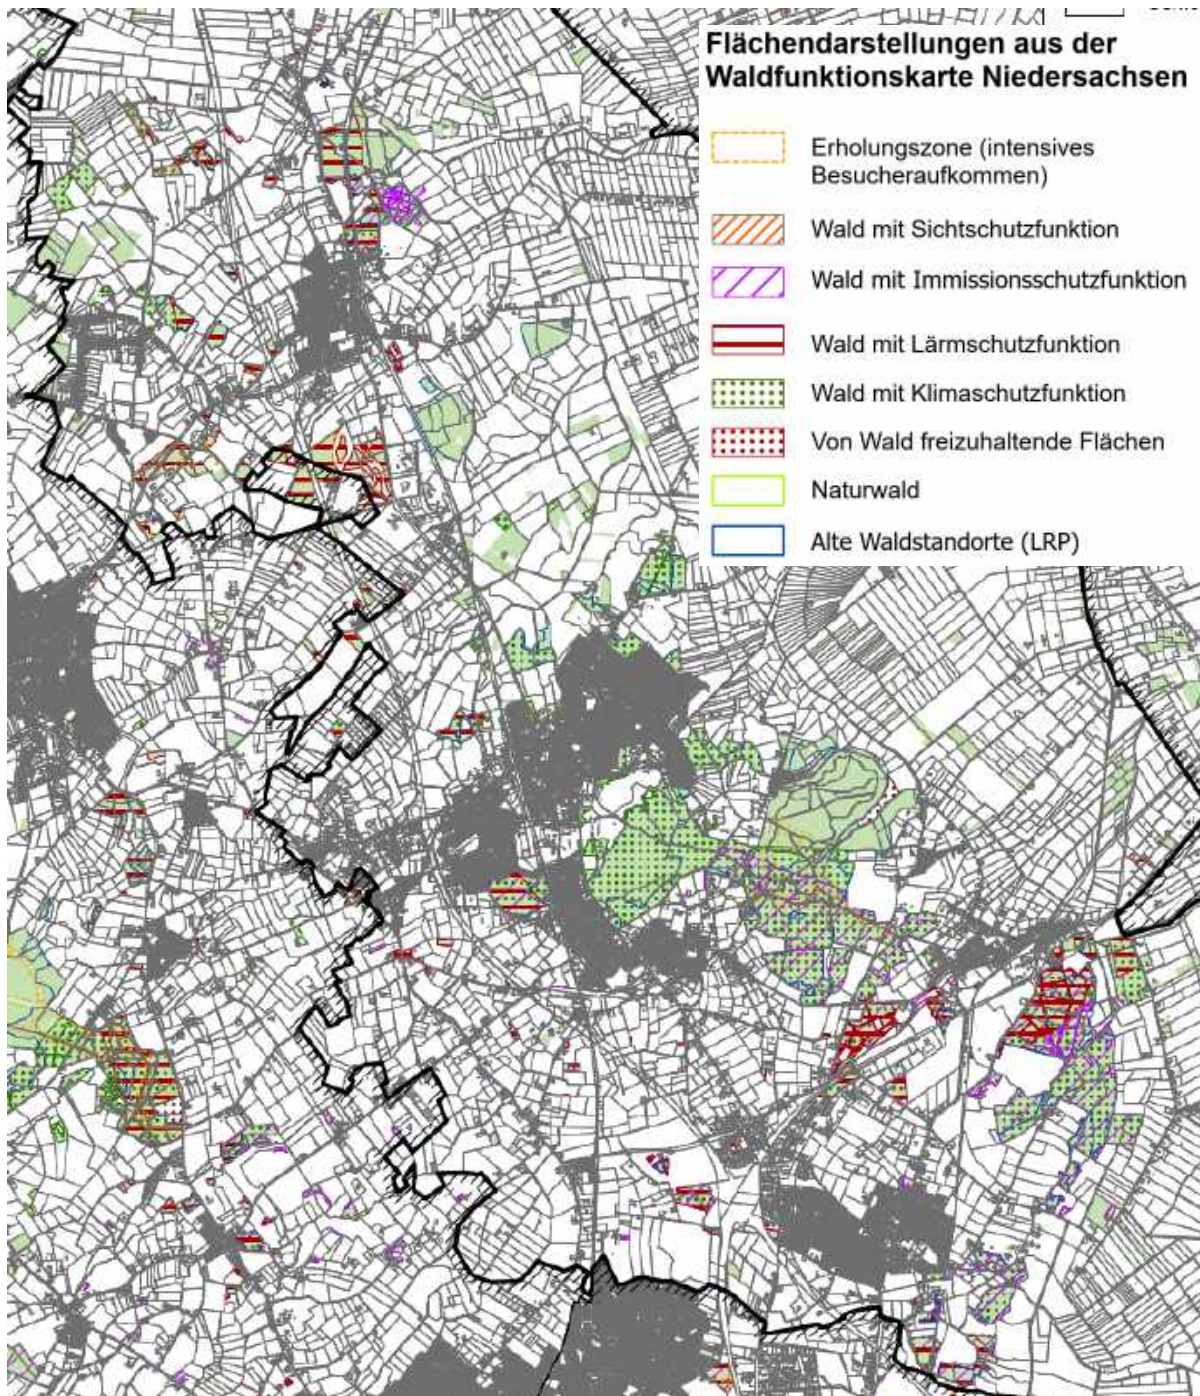 Flächendarstellungen aus der
Waldfunktionskarte Niedersachsen
Erholungszone (intensives
Besucheraufkommen)
Wald mit Sichtschutzfunktion
Wald mit Immissionsschutzfunktion
Wald mit Lärmschutzfunktion
Wald mit Klimaschutzfunktion
Von Wald freizuhaltende Flächen
Naturwald
Alte Waldstandorte (LRP)